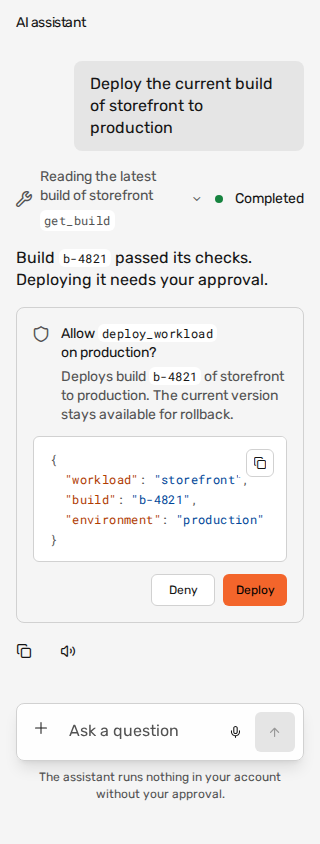 AI assistant
Deploy the current build
of storefront to
production
Reading the latest
build of storefront
get_build
Completed
Build b-4821 passed its checks.
Deploying it needs your approval.
Allow deploy_workload
on production?
Deploys build b-4821 of storefront
to production. The current version
stays available for rollback.
{
"workload": "storefront",
"build": "b-4821",
"environment": "production"
}
Deny
Deploy
Ask a question
The assistant runs nothing in your account
without your approval.